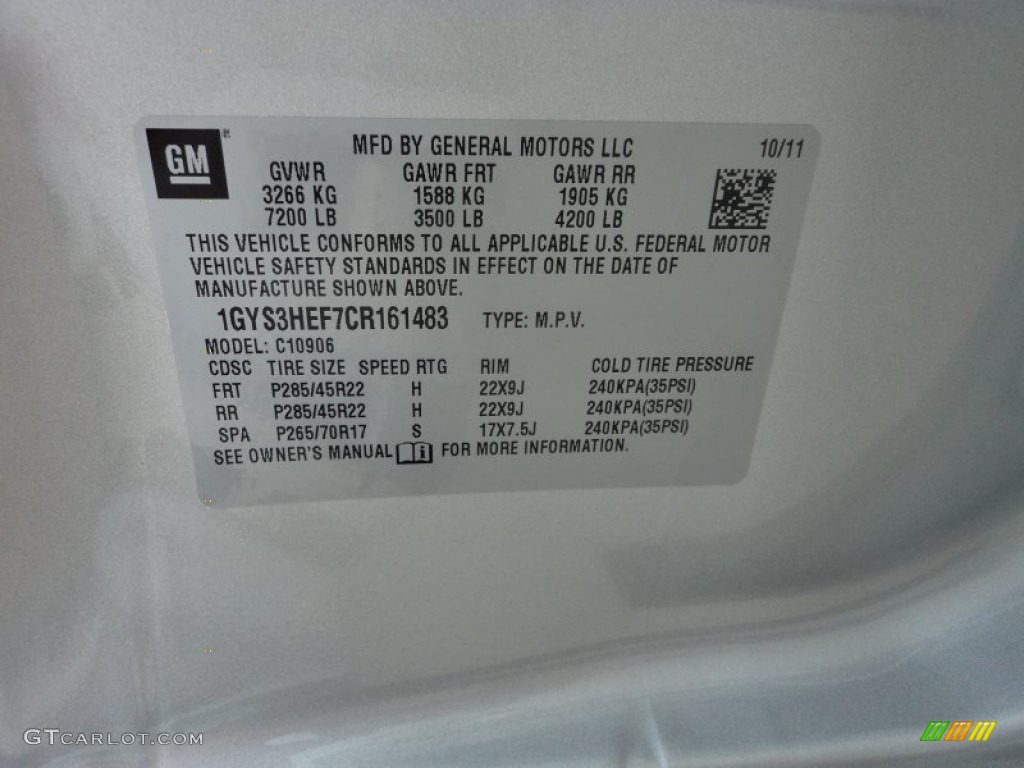 GM ® MFD BY GENERAL MOTORS LLC 10/11
GVWR GAWR FRT GAWR RR
3266 KG 1588 KG 1905 KG
7200 LB 3500 LB 4200 LB
THIS VEHICLE CONFORMS TO ALL APPLICABLE U.S. FEDERAL MOTOR
VEHICLE SAFETY STANDARDS IN EFFECT ON THE DATE OF
MANUFACTURE SHOWN ABOVE.
1GYS3HEF7CR161483 TYPE: M.P.V.
MODEL: C10906
CDSC TIRE SIZE SPEED RTG RIM COLD TIRE PRESSURE
FRT P285/45R22 H 22X9J 240KPA(35PSI)
RR P285/45R22 H 22X9J 240KPA(35PSI)
SPA P265/70R17 S 17X7.5J 240KPA(35PSI)
SEE OWNER'S MANUAL i FOR MORE INFORMATION.
GTCARLOT.COM